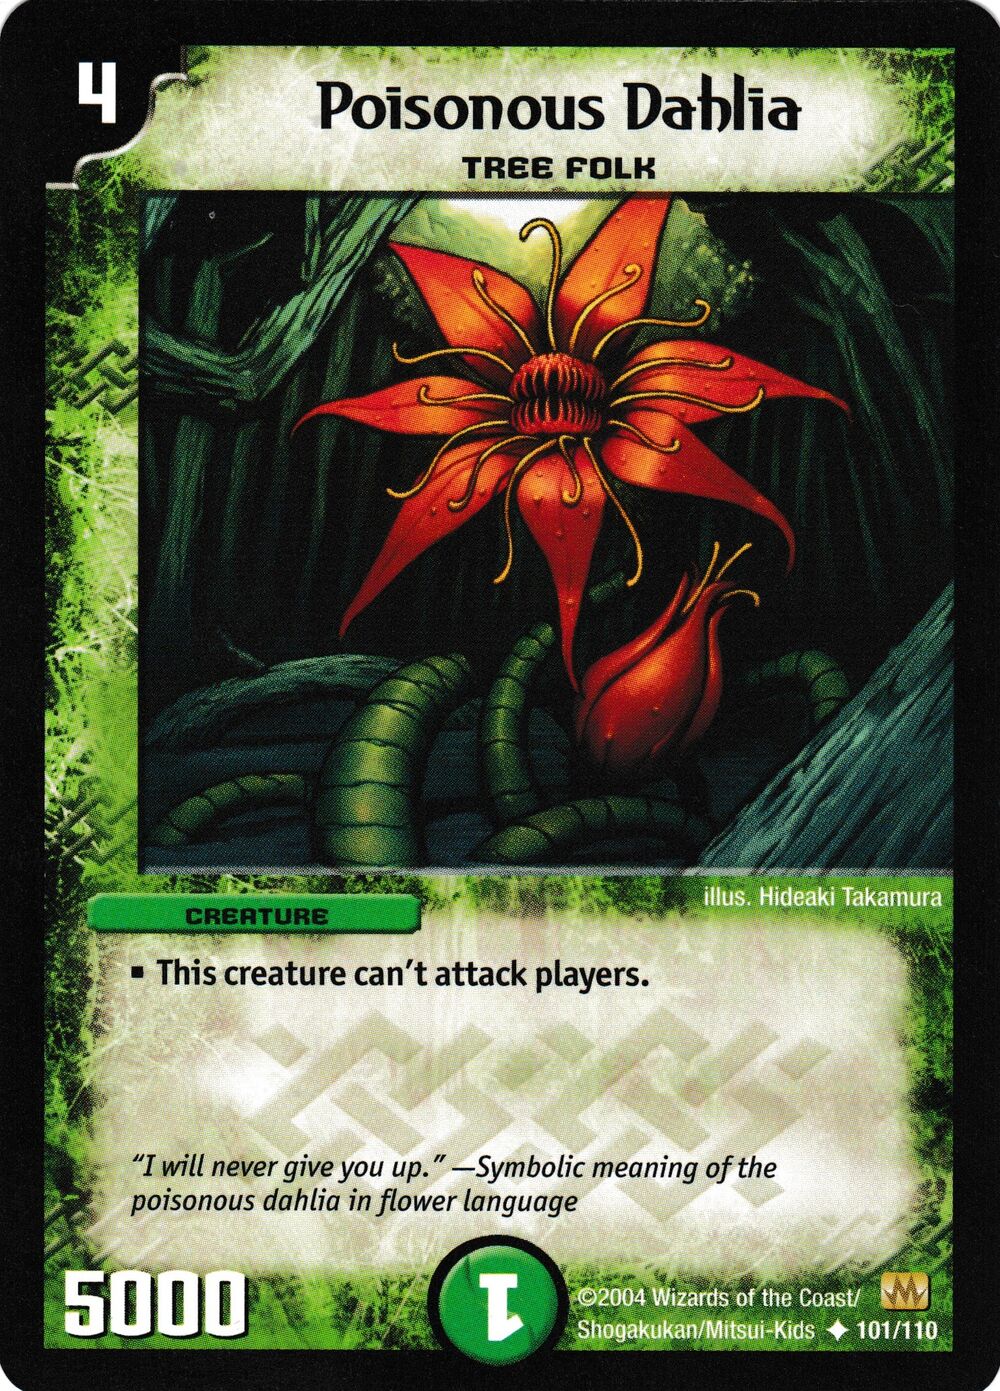 4
Poisonous Dahlia
TREE FOLK
illus. Hideaki Takamura
CREATURE
▪ This creature can't attack players.
“I will never give you up.” —Symbolic meaning of the
poisonous dahlia in flower language
5000
1
©2004 Wizards of the Coast/
Shogakukan/Mitsui-Kids ✦ 101/110